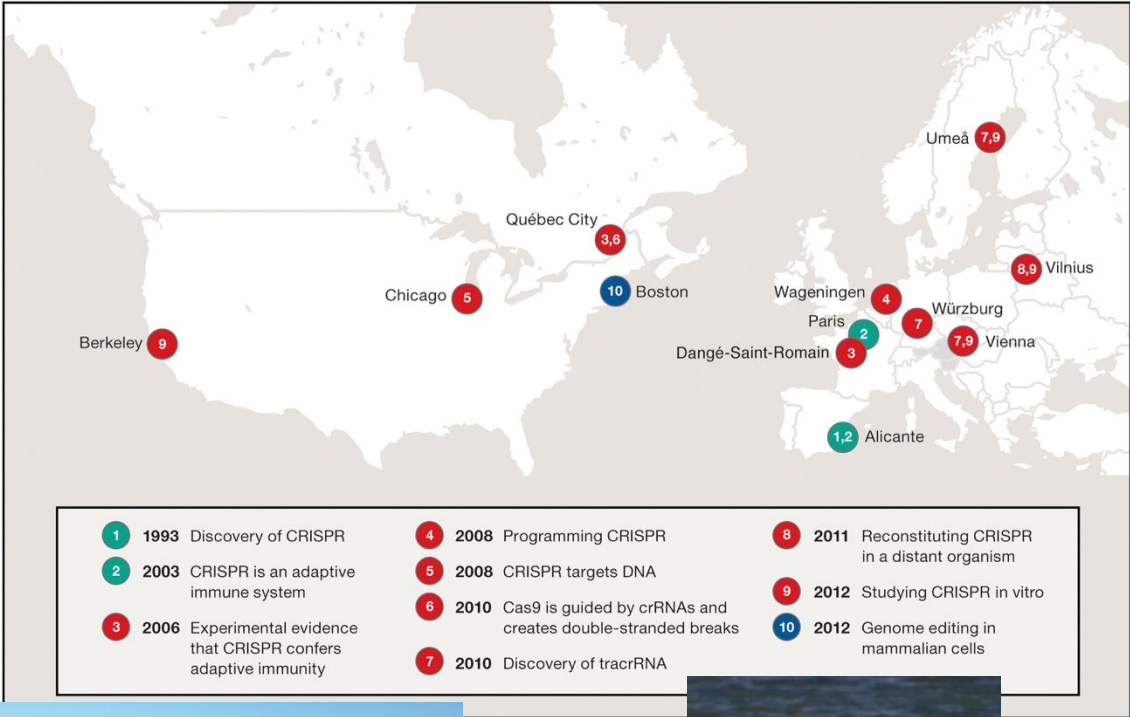 Umeå 7,9
Québec City
3,6
8,9 Vilnius
Chicago 5
10 Boston
Wageningen 4
Würzburg
7
Paris
2
Berkeley 9
7,9 Vienna
Dangé-Saint-Romain 3
1,2 Alicante
1 1993 Discovery of CRISPR
2 2003 CRISPR is an adaptive
immune system
3 2006 Experimental evidence
that CRISPR confers
adaptive immunity
4 2008 Programming CRISPR
5 2008 CRISPR targets DNA
6 2010 Cas9 is guided by crRNAs and
creates double-stranded breaks
7 2010 Discovery of tracrRNA
8 2011 Reconstituting CRISPR
in a distant organism
9 2012 Studying CRISPR in vitro
10 2012 Genome editing in
mammalian cells